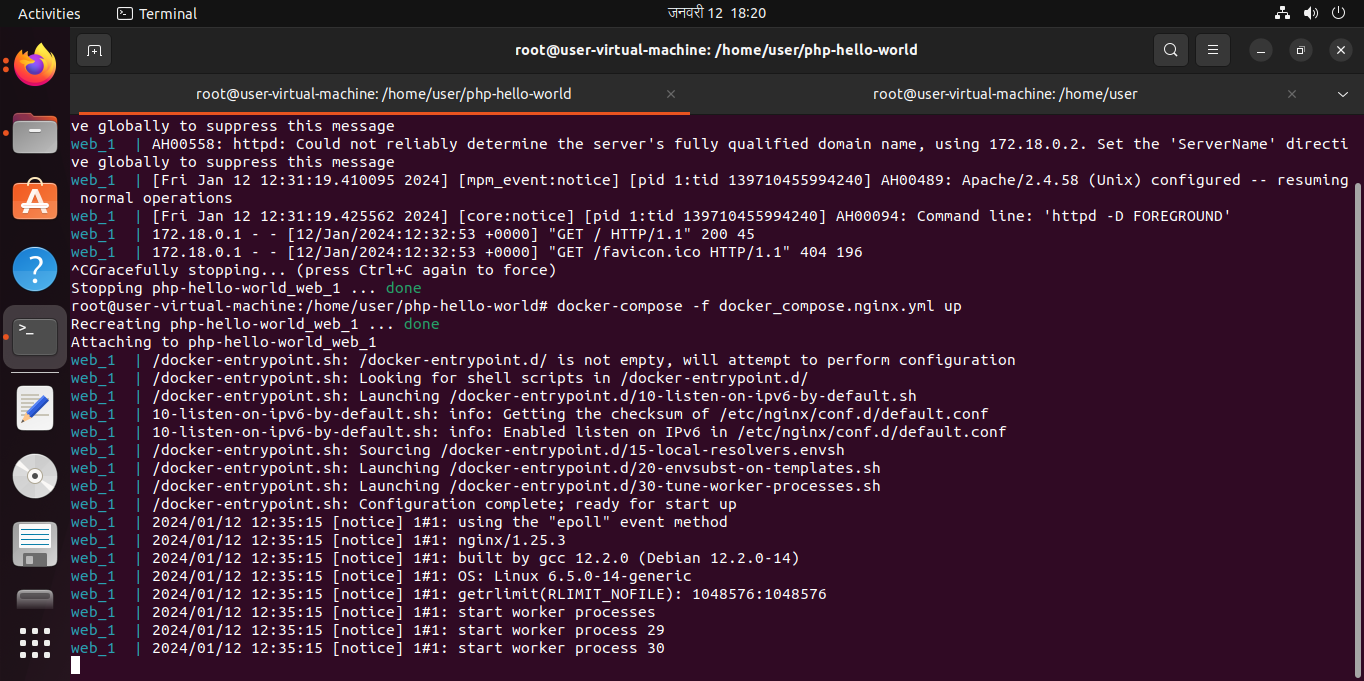 Activities
Terminal
जनवरी 12 18:20
root@user-virtual-machine: /home/user/php-hello-world
root@user-virtual-machine: /home/user/php-hello-world
root@user-virtual-machine: /home/user
ve globally to suppress this message
web_1  | AH00558: httpd: Could not reliably determine the server's fully qualified domain name, using 172.18.0.2. Set the 'ServerName' directi
ve globally to suppress this message
web_1  | [Fri Jan 12 12:31:19.410095 2024] [mpm_event:notice] [pid 1:tid 139710455994240] AH00489: Apache/2.4.58 (Unix) configured -- resuming
 normal operations
web_1  | [Fri Jan 12 12:31:19.425562 2024] [core:notice] [pid 1:tid 139710455994240] AH00094: Command line: 'httpd -D FOREGROUND'
web_1  | 172.18.0.1 - - [12/Jan/2024:12:32:53 +0000] "GET / HTTP/1.1" 200 45
web_1  | 172.18.0.1 - - [12/Jan/2024:12:32:53 +0000] "GET /favicon.ico HTTP/1.1" 404 196
^CGracefully stopping... (press Ctrl+C again to force)
Stopping php-hello-world_web_1 ... done
root@user-virtual-machine:/home/user/php-hello-world# docker-compose -f docker_compose.nginx.yml up
Recreating php-hello-world_web_1 ... done
Attaching to php-hello-world_web_1
web_1  | /docker-entrypoint.sh: /docker-entrypoint.d/ is not empty, will attempt to perform configuration
web_1  | /docker-entrypoint.sh: Looking for shell scripts in /docker-entrypoint.d/
web_1  | /docker-entrypoint.sh: Launching /docker-entrypoint.d/10-listen-on-ipv6-by-default.sh
web_1  | 10-listen-on-ipv6-by-default.sh: info: Getting the checksum of /etc/nginx/conf.d/default.conf
web_1  | 10-listen-on-ipv6-by-default.sh: info: Enabled listen on IPv6 in /etc/nginx/conf.d/default.conf
web_1  | /docker-entrypoint.sh: Sourcing /docker-entrypoint.d/15-local-resolvers.envsh
web_1  | /docker-entrypoint.sh: Launching /docker-entrypoint.d/20-envsubst-on-templates.sh
web_1  | /docker-entrypoint.sh: Launching /docker-entrypoint.d/30-tune-worker-processes.sh
web_1  | /docker-entrypoint.sh: Configuration complete; ready for start up
web_1  | 2024/01/12 12:35:15 [notice] 1#1: using the "epoll" event method
web_1  | 2024/01/12 12:35:15 [notice] 1#1: nginx/1.25.3
web_1  | 2024/01/12 12:35:15 [notice] 1#1: built by gcc 12.2.0 (Debian 12.2.0-14)
web_1  | 2024/01/12 12:35:15 [notice] 1#1: OS: Linux 6.5.0-14-generic
web_1  | 2024/01/12 12:35:15 [notice] 1#1: getrlimit(RLIMIT_NOFILE): 1048576:1048576
web_1  | 2024/01/12 12:35:15 [notice] 1#1: start worker processes
web_1  | 2024/01/12 12:35:15 [notice] 1#1: start worker process 29
web_1  | 2024/01/12 12:35:15 [notice] 1#1: start worker process 30